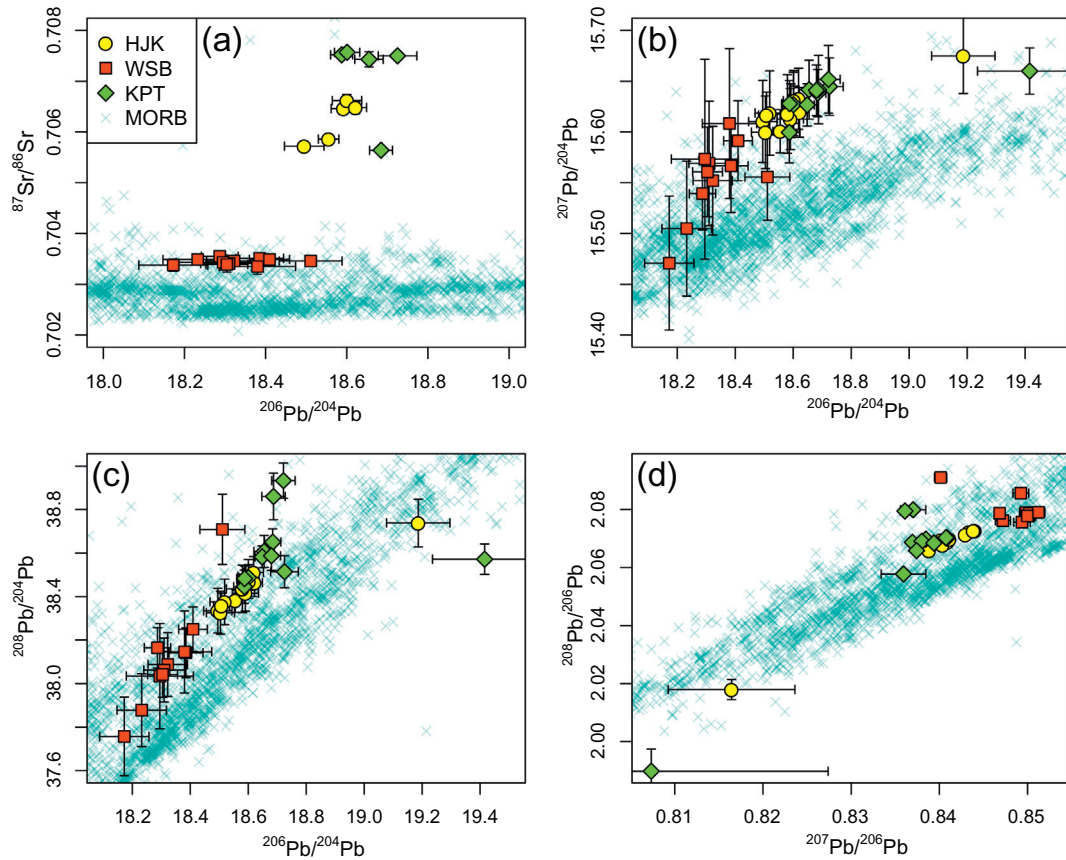 (a)
HJK
WSB
KPT
MORB
0.708
0.706
0.704
0.702
87Sr/86Sr
18.0 18.2 18.4 18.6 18.8 19.0
206Pb/204Pb
(b)
15.70
15.60
15.50
15.40
207Pb/204Pb
18.2 18.4 18.6 18.8 19.0 19.2 19.4
206Pb/204Pb
(c)
38.8
38.4
38.0
37.6
208Pb/204Pb
18.2 18.4 18.6 18.8 19.0 19.2 19.4
206Pb/204Pb
(d)
2.08
2.06
2.04
2.02
2.00
208Pb/206Pb
0.81 0.82 0.83 0.84 0.85
207Pb/206Pb